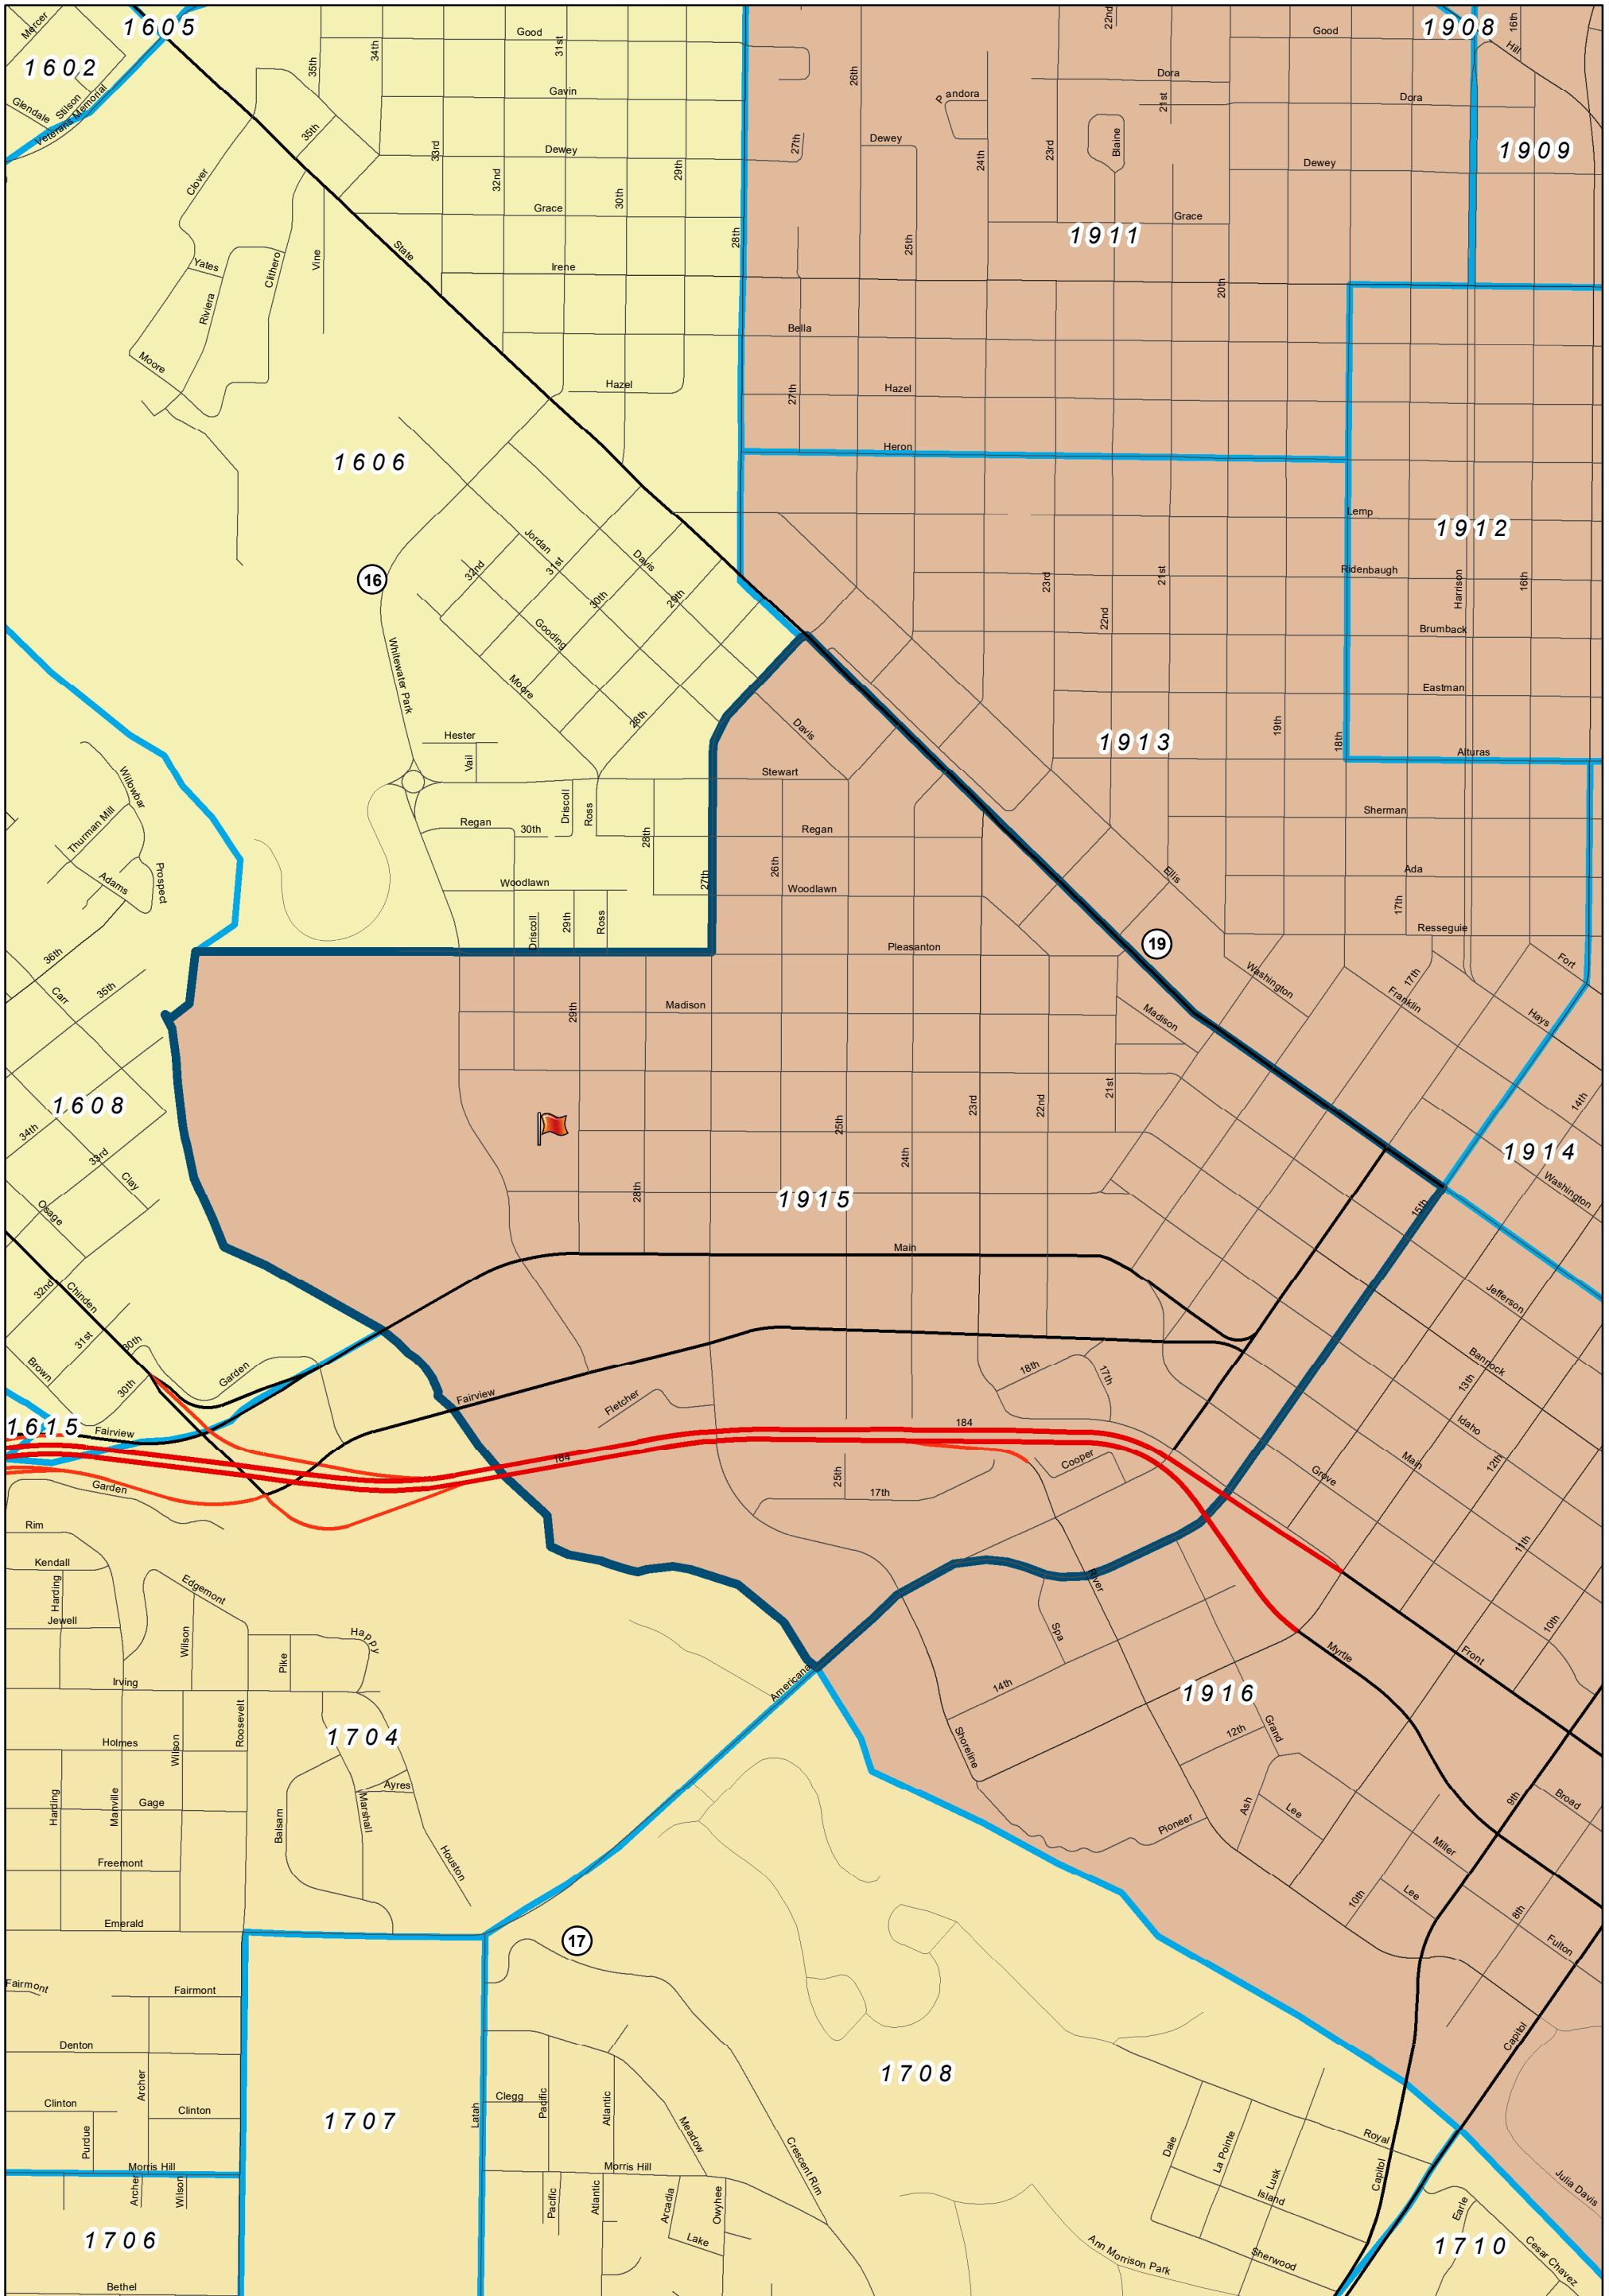 1605
1908
Mercer
1602
Glendale
Stilson
Veterans Memorial
35th
34th
Good
31st
22nd
Good
16th
Hill
26th
Dora
Dora
Gavin
Pandora
21st
35th
33rd
Dewey
27th
Dewey
24th
23rd
Blaine
Dewey
1909
Clover
32nd
29th
30th
Grace
28th
Grace
1911
25th
State
Vine
Clithero
Yates
Riviera
Irene
20th
Moore
Bella
Hazel
27th
Hazel
Heron
1606
Lemp
1912
Jordan
Davis
32nd
31st
16
23rd
21st
Ridenbaugh
Harrison
16th
30th
29th
22nd
Gooding
Brumback
Whitewater Park
Moore
28th
Eastman
Davis
19th
18th
1913
Alturas
Hester
Vail
Stewart
Willowbar
Thurman Mill
Driscoll
Ross
Regan
30th
28th
Regan
Sherman
Adams
Prospect
Woodlawn
27th
26th
Woodlawn
Ellis
Ada
17th
Driscoll
29th
Ross
Pleasanton
19
Resseguie
36th
Carr
35th
Washington
17th
Franklin
Fort
29th
Madison
Madison
Hays
1608
34th
33rd
Clay
Osage
25th
24th
23rd
22nd
21st
14th
1914
Washington
28th
1915
15th
Main
32nd
Chinden
Jefferson
31st
30th
Brown
Garden
30th
18th
17th
Bannock
13th
Fairview
Fletcher
1615
Fairview
184
184
Idaho
Main
12th
Cooper
Grove
25th
17th
Garden
Rim
11th
Kendall
Harding
Edgemont
River
Jewell
Wilson
Happy
Spa
10th
Pike
Irving
Americana
14th
1916
Myrtle
Front
Roosevelt
1704
Shoreline
12th
Grand
Holmes
Wilson
Ayres
Harding
Manville
Gage
Balsam
Marshall
Ash
Lee
9th
Broad
Pioneer
Miller
Freemont
Houston
Lee
10th
8th
Emerald
17
Fulton
Fairmont
Fairmont
Capitol
Denton
1708
Archer
Clinton
Clinton
1707
Latah
Clegg
Pacific
Atlantic
Meadow
Purdue
Dale
La Pointe
Royal
Morris Hill
Morris Hill
Crescent Rim
Archer
Wilson
Pacific
Atlantic
Arcadia
Owyhee
Lusk
Island
Capitol
Julia Davis
1706
Lake
Ann Morrison Park
Sherwood
Earle
1710
Cesar Chavez
Bethel